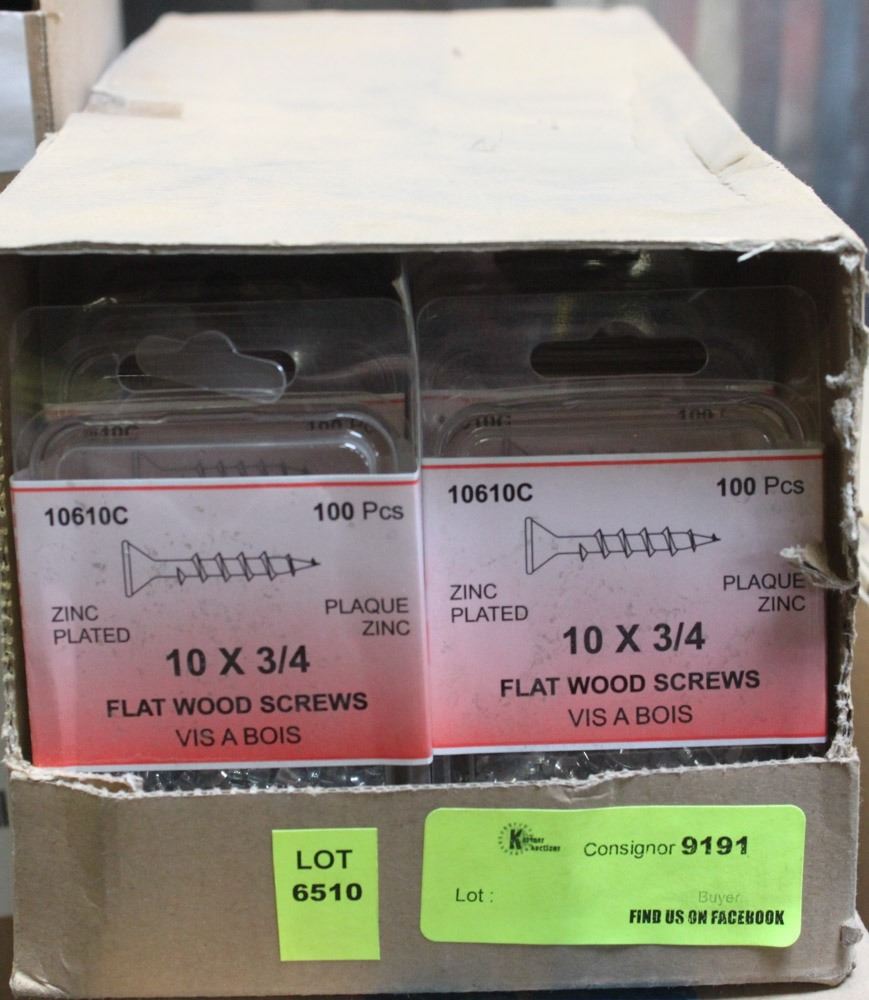 10610C
100 Pcs
ZINC
PLATED
PLAQUE
ZINC
10 X 3/4
FLAT WOOD SCREWS
VIS A BOIS
10610C
100 Pcs
ZINC
PLATED
PLAQUE
ZINC
10 X 3/4
FLAT WOOD SCREWS
VIS A BOIS
LOT
6510
Consignor 9191
Lot :
Buyer
FIND US ON FACEBOOK